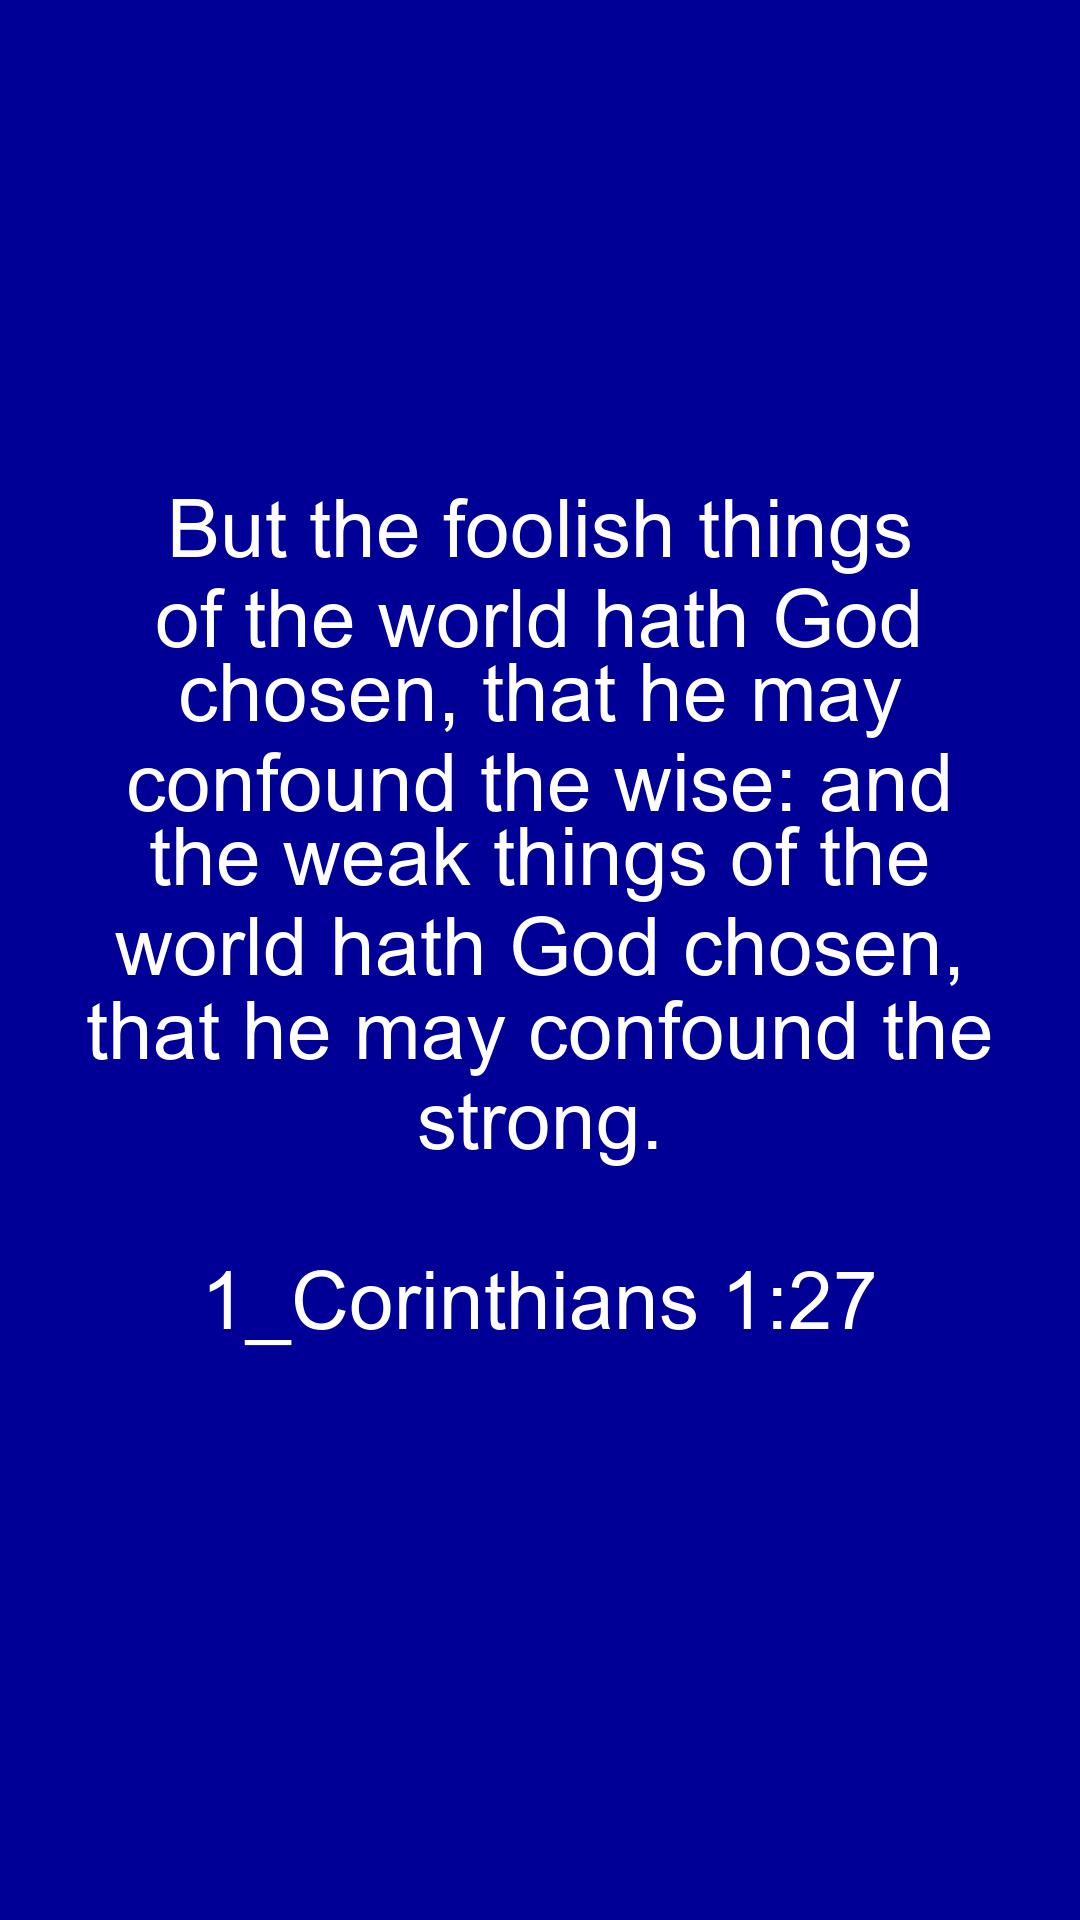 But the foolish things
of the world hath God
chosen, that he may
confound the wise: and
the weak things of the
world hath God chosen,
that he may confound the
strong.
1_Corinthians 1:27